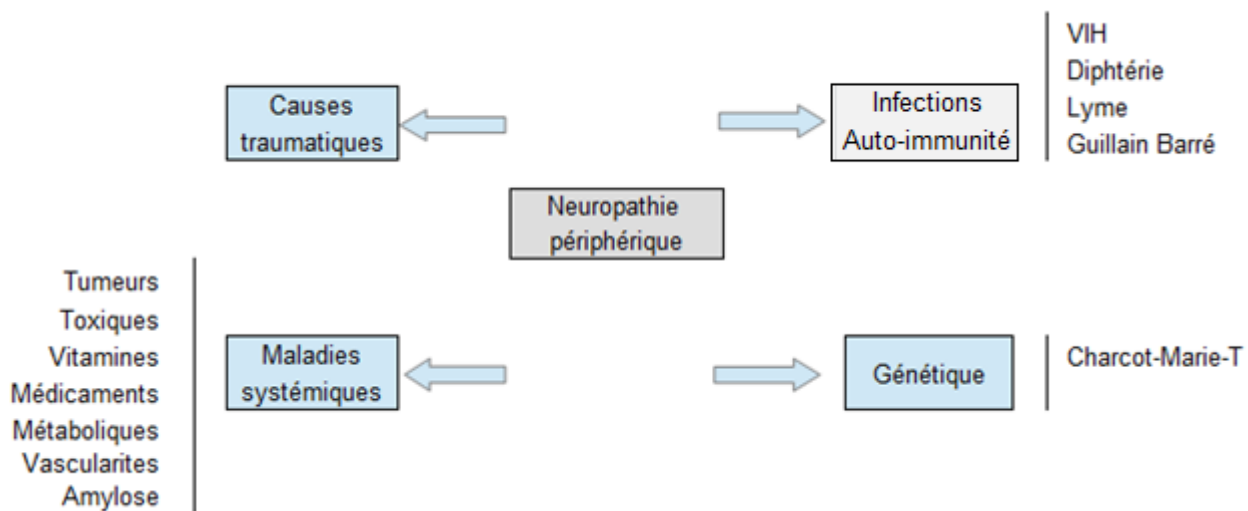 Causes
traumatiques
Infections
Auto-immunité
VIH
Diphtérie
Lyme
Guillain Barré
Neuropathie
périphérique
Tumeurs
Toxiques
Vitamines
Médicaments
Métaboliques
Vascularites
Amylose
Maladies
systémiques
Génétique
Charcot-Marie-T